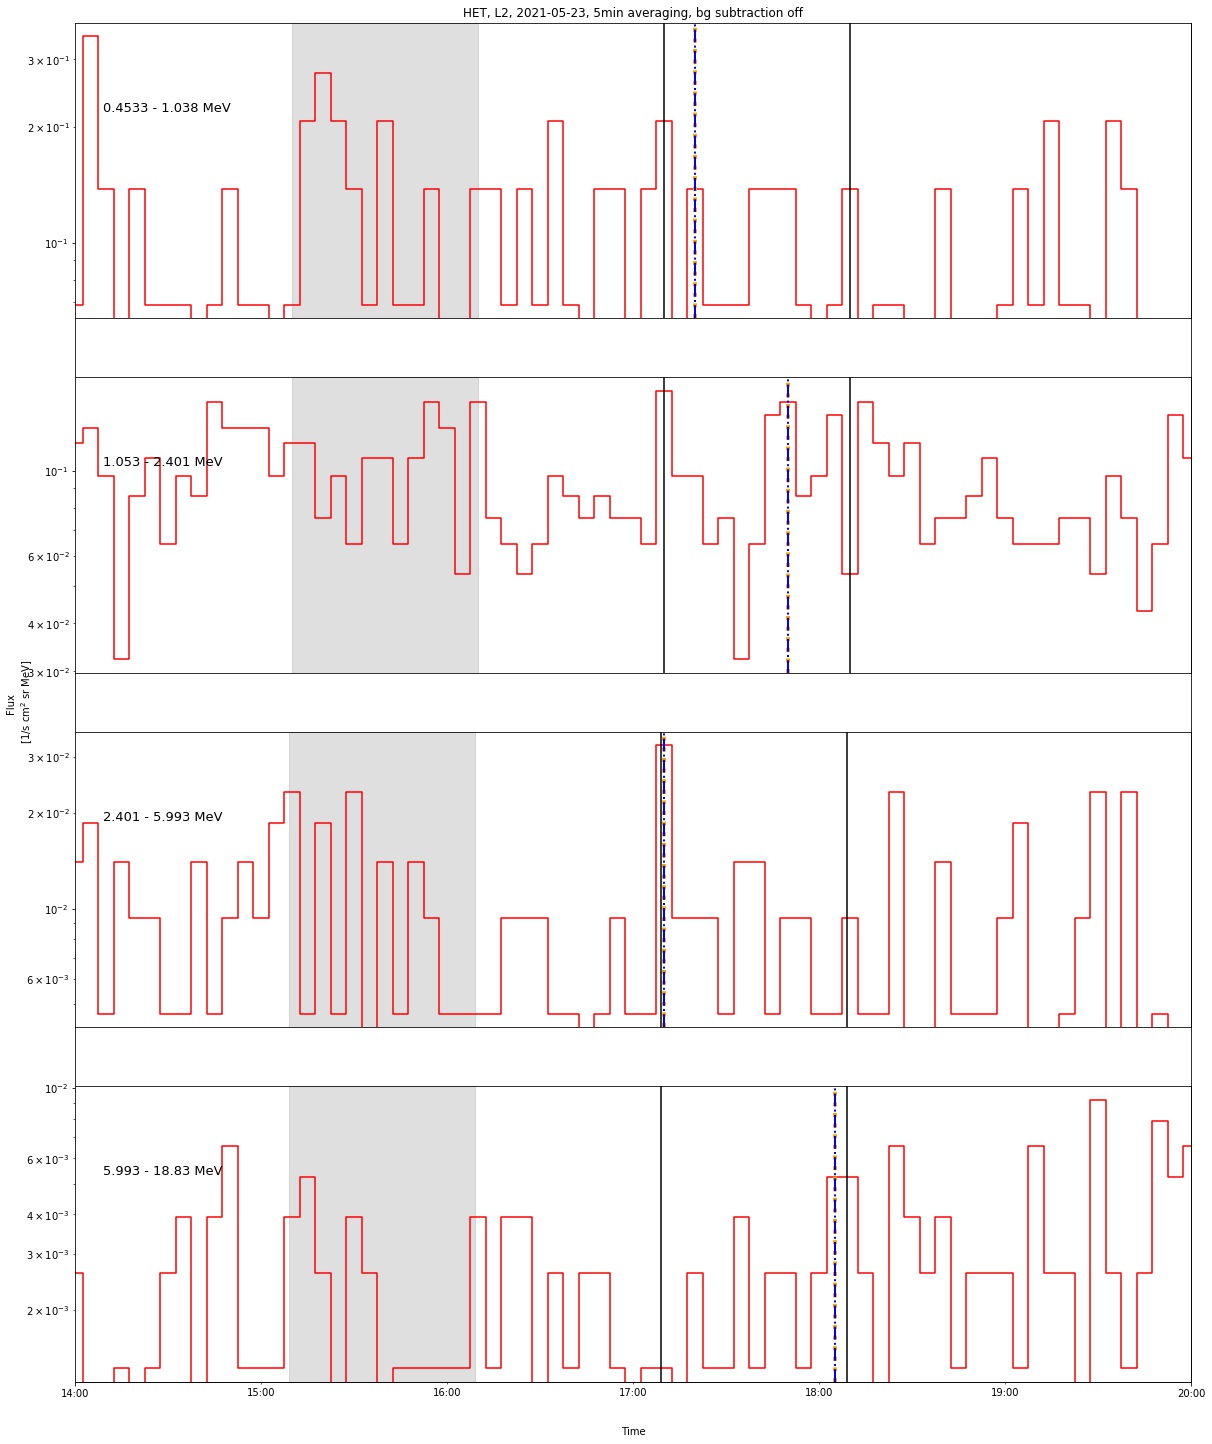 HET, L2, 2021-05-23, 5min averaging, bg subtraction off
3 × 10⁻¹
0.4533 - 1.038 MeV
2 × 10⁻¹
10⁻¹
1.053 - 2.401 MeV
10⁻¹
6 × 10⁻²
4 × 10⁻²
3 × 10⁻²
Flux
[1/s cm² sr MeV]
3 × 10⁻²
2.401 - 5.993 MeV
2 × 10⁻²
10⁻²
6 × 10⁻³
10⁻²
6 × 10⁻³
5.993 - 18.83 MeV
4 × 10⁻³
3 × 10⁻³
2 × 10⁻³
14:00 15:00 16:00 17:00 18:00 19:00 20:00
Time